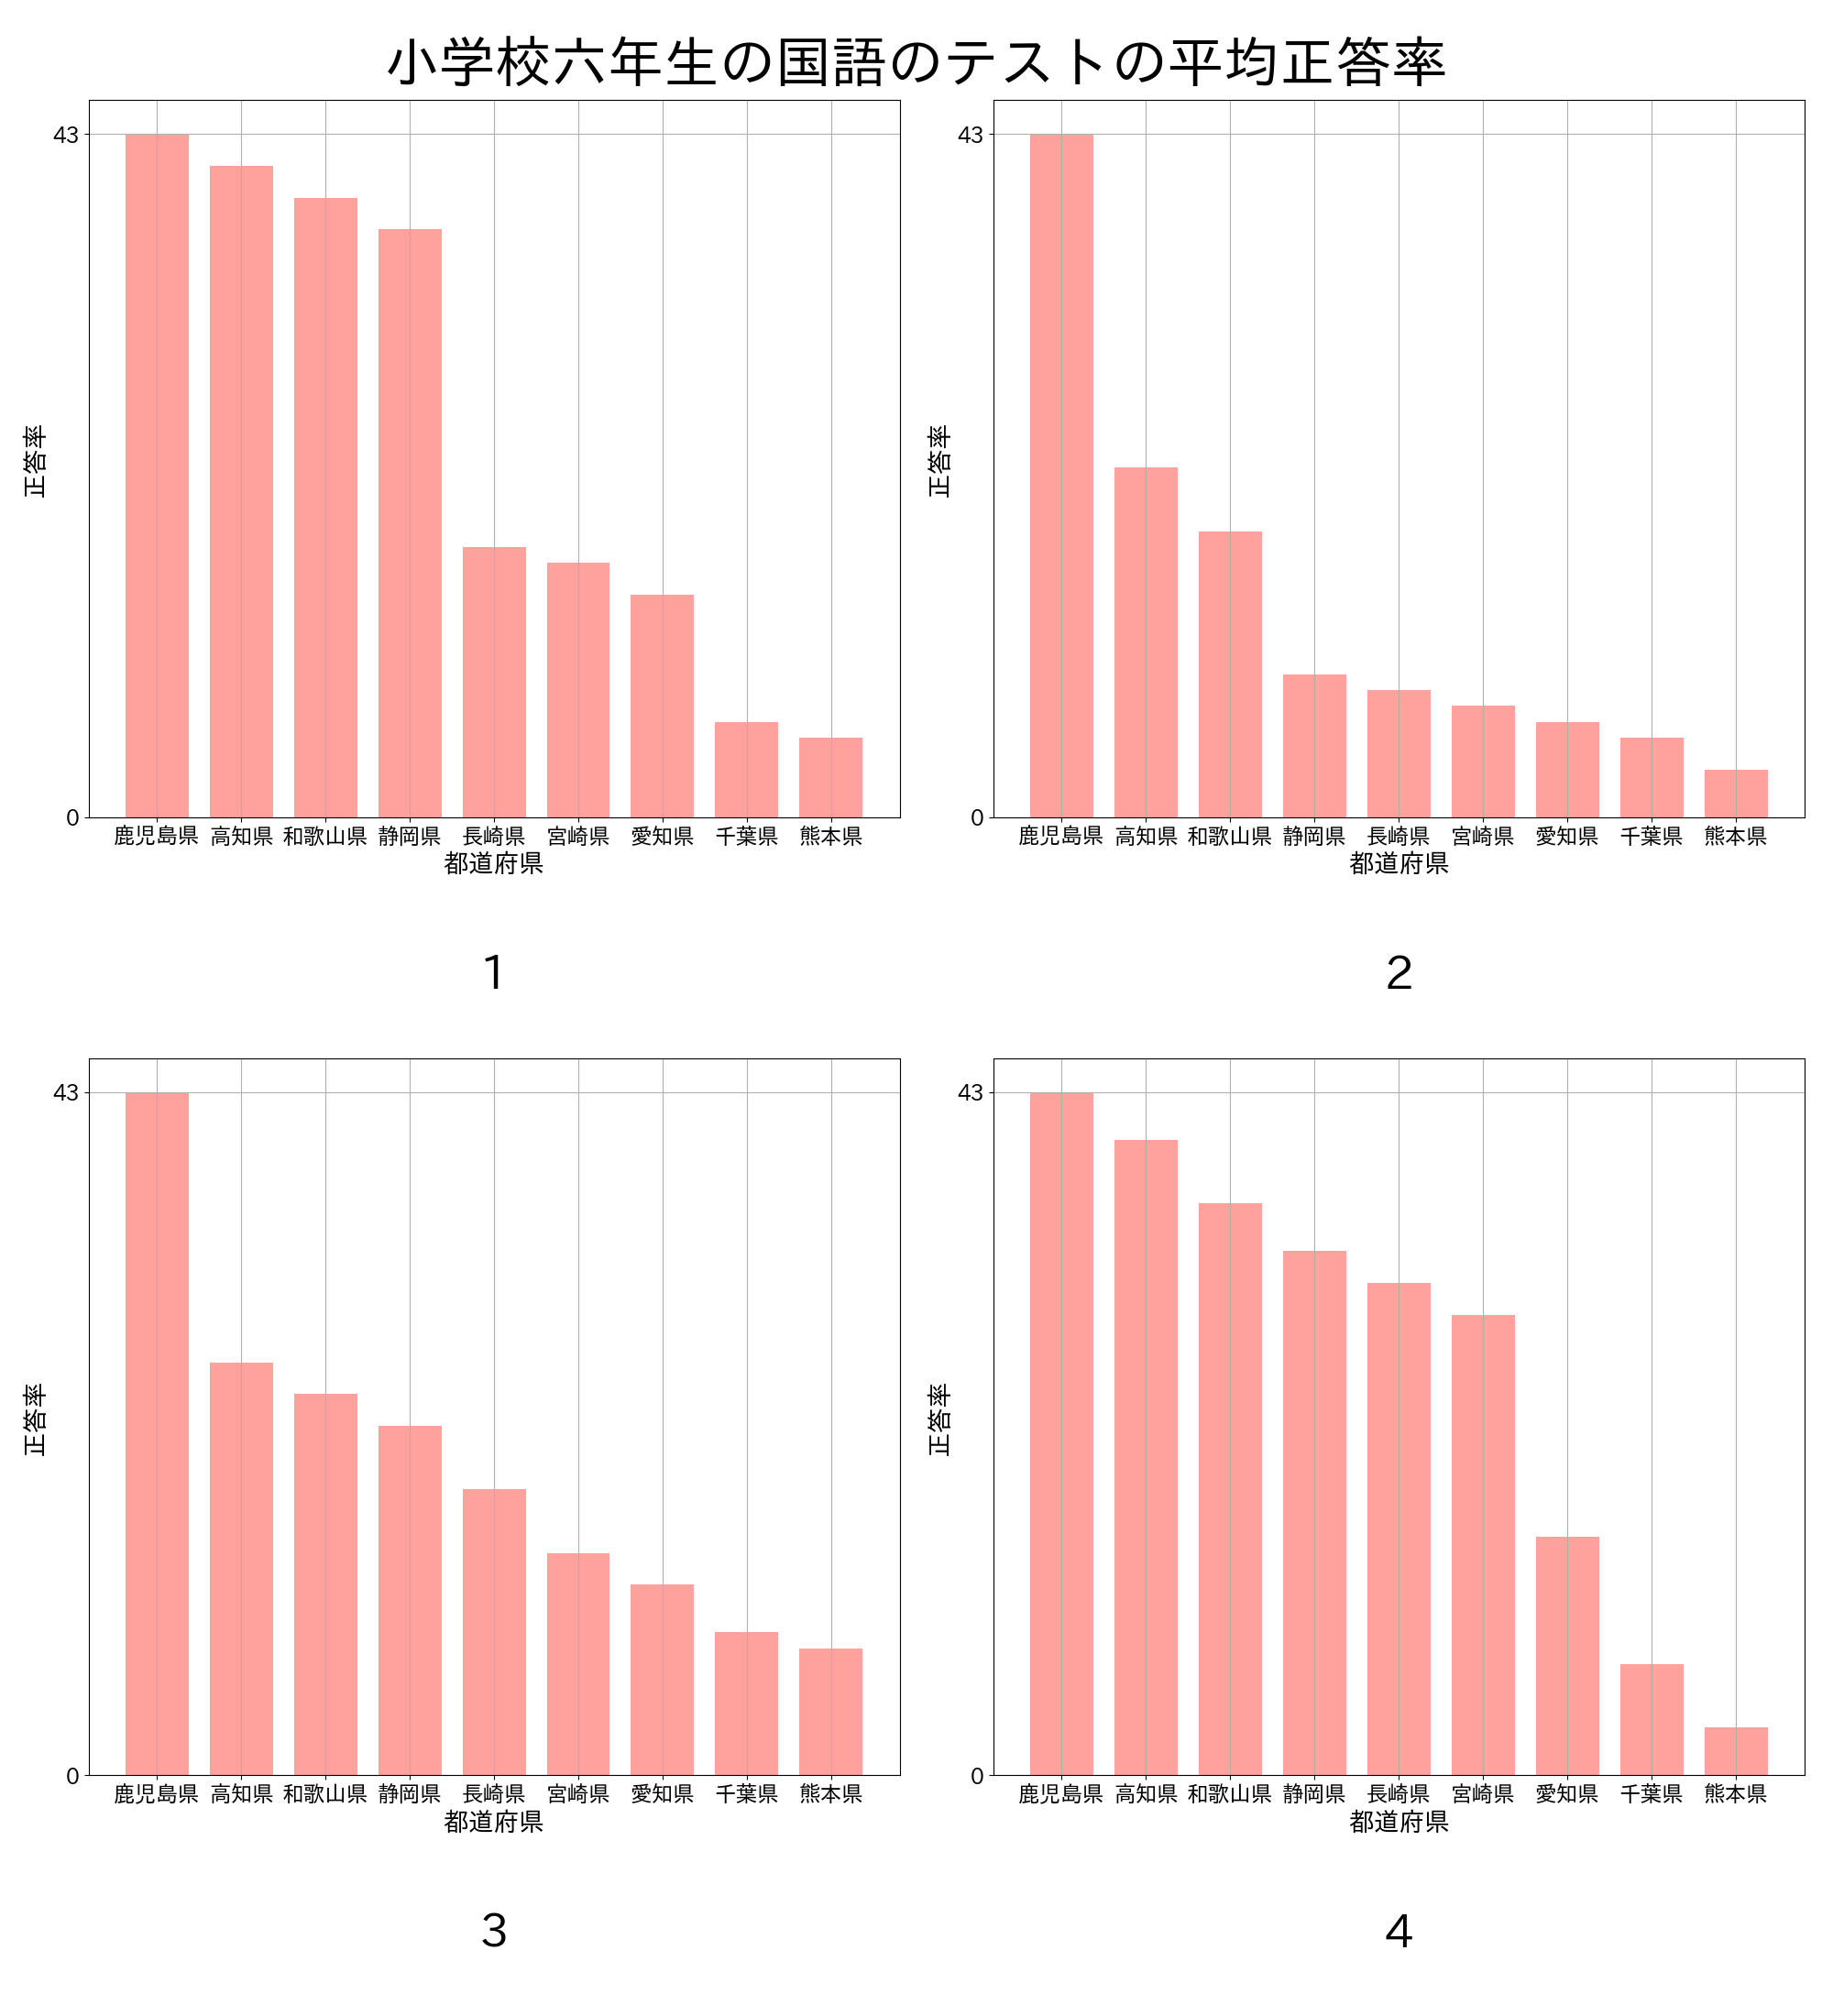 小学校六年生の国語のテストの平均正答率
43
0
正答率
鹿児島県 高知県 和歌山県 静岡県 長崎県 宮崎県 愛知県 千葉県 熊本県
都道府県
1
43
0
正答率
鹿児島県 高知県 和歌山県 静岡県 長崎県 宮崎県 愛知県 千葉県 熊本県
都道府県
2
43
0
正答率
鹿児島県 高知県 和歌山県 静岡県 長崎県 宮崎県 愛知県 千葉県 熊本県
都道府県
3
43
0
正答率
鹿児島県 高知県 和歌山県 静岡県 長崎県 宮崎県 愛知県 千葉県 熊本県
都道府県
4